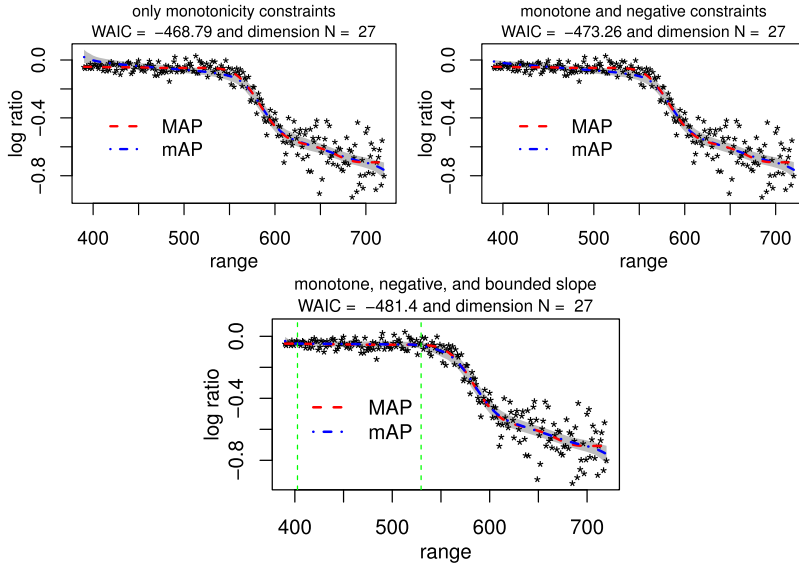 only monotonicity constraints
WAIC = −468.79 and dimension N = 27
log ratio
0.0
−0.4
−0.8
MAP
mAP
400
500
600
700
range
monotone and negative constraints
WAIC = −473.26 and dimension N = 27
log ratio
0.0
−0.4
−0.8
MAP
mAP
400
500
600
700
range
monotone, negative, and bounded slope
WAIC = −481.4 and dimension N = 27
log ratio
0.0
−0.4
−0.8
MAP
mAP
400
500
600
700
range